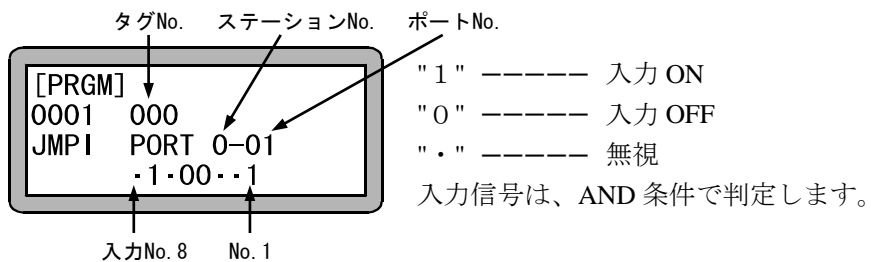 タグNo. ステーションNo. ポートNo.
[PRGM]
0001 000
JMPI PORT 0-01
・1・00・・1
入力No.8 No.1
"1" ----- 入力 ON
"0" ----- 入力 OFF
"・" ----- 無視
入力信号は、AND 条件で判定します。